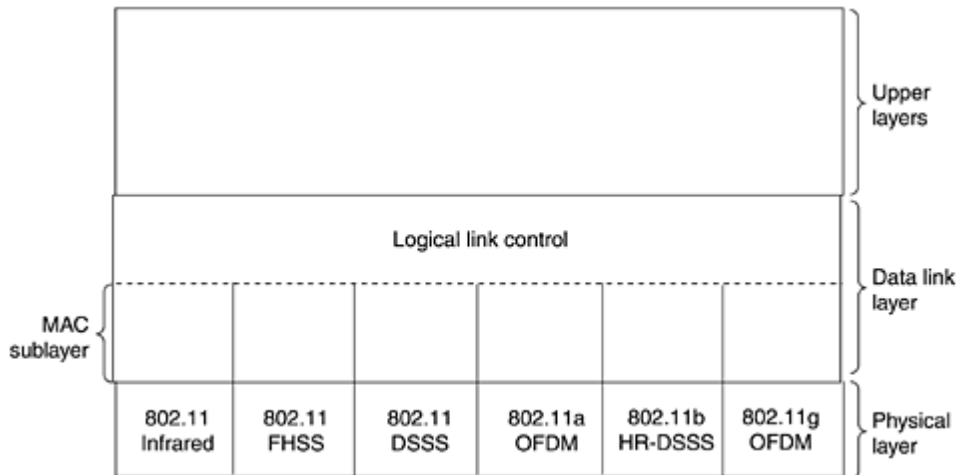 Upper
layers
Logical link control
Data link
layer
MAC
sublayer
802.11
Infrared
802.11
FHSS
802.11
DSSS
802.11a
OFDM
802.11b
HR-DSSS
802.11g
OFDM
Physical
layer